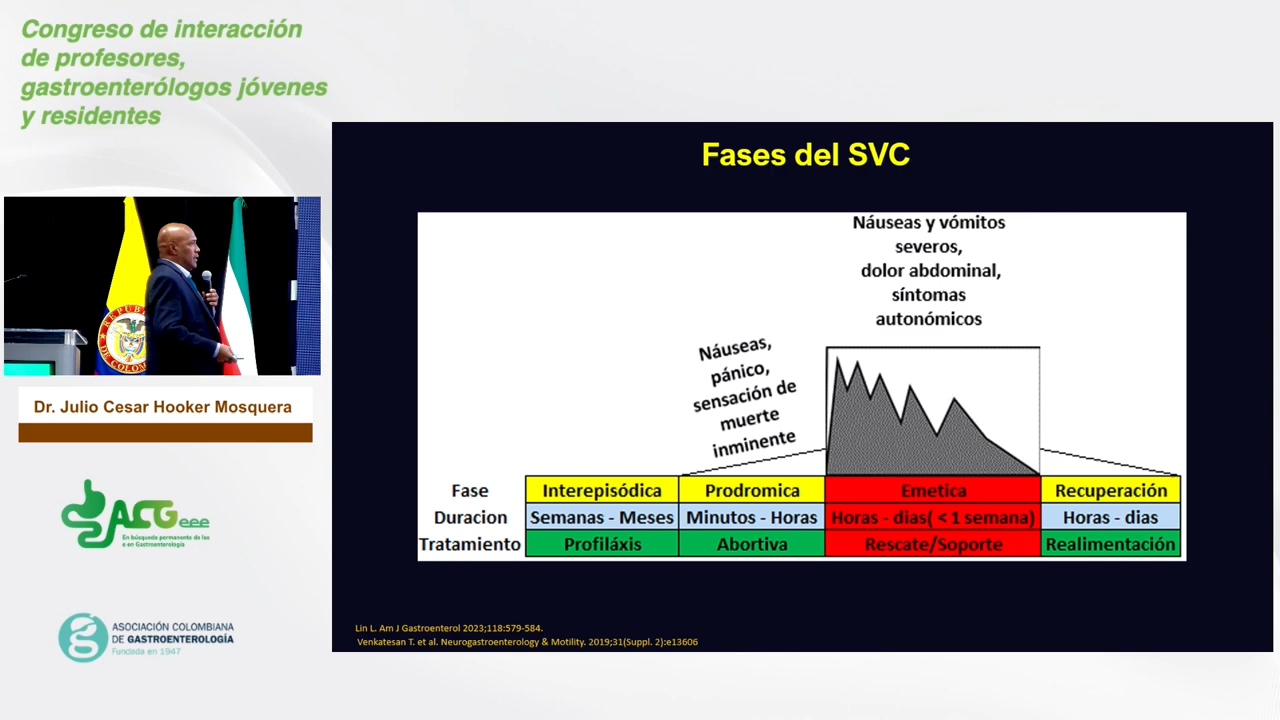 Congreso de interacción
de profesores,
gastroenterólogos jóvenes
y residentes
Dr. Julio Cesar Hooker Mosquera
ACGeee
En búsqueda permanente de las
e en Gastroenterología
ASOCIACIÓN COLOMBIANA
DE GASTROENTEROLOGÍA
Fundada en 1947
Fases del SVC
Náuseas y vómitos
severos,
dolor abdominal,
síntomas
autonómicos
Náuseas,
pánico,
sensación de
muerte
inminente
Fase Interepisódica Prodromica Emetica Recuperación
Duracion Semanas - Meses Minutos - Horas Horas - dias( < 1 semana) Horas - dias
Tratamiento Profiláxis Abortiva Rescate/Soporte Realimentación
Lin L. Am J Gastroenterol 2023;118:579-584.
Venkatesan T. et al. Neurogastroenterology & Motility. 2019;31(Suppl. 2):e13606